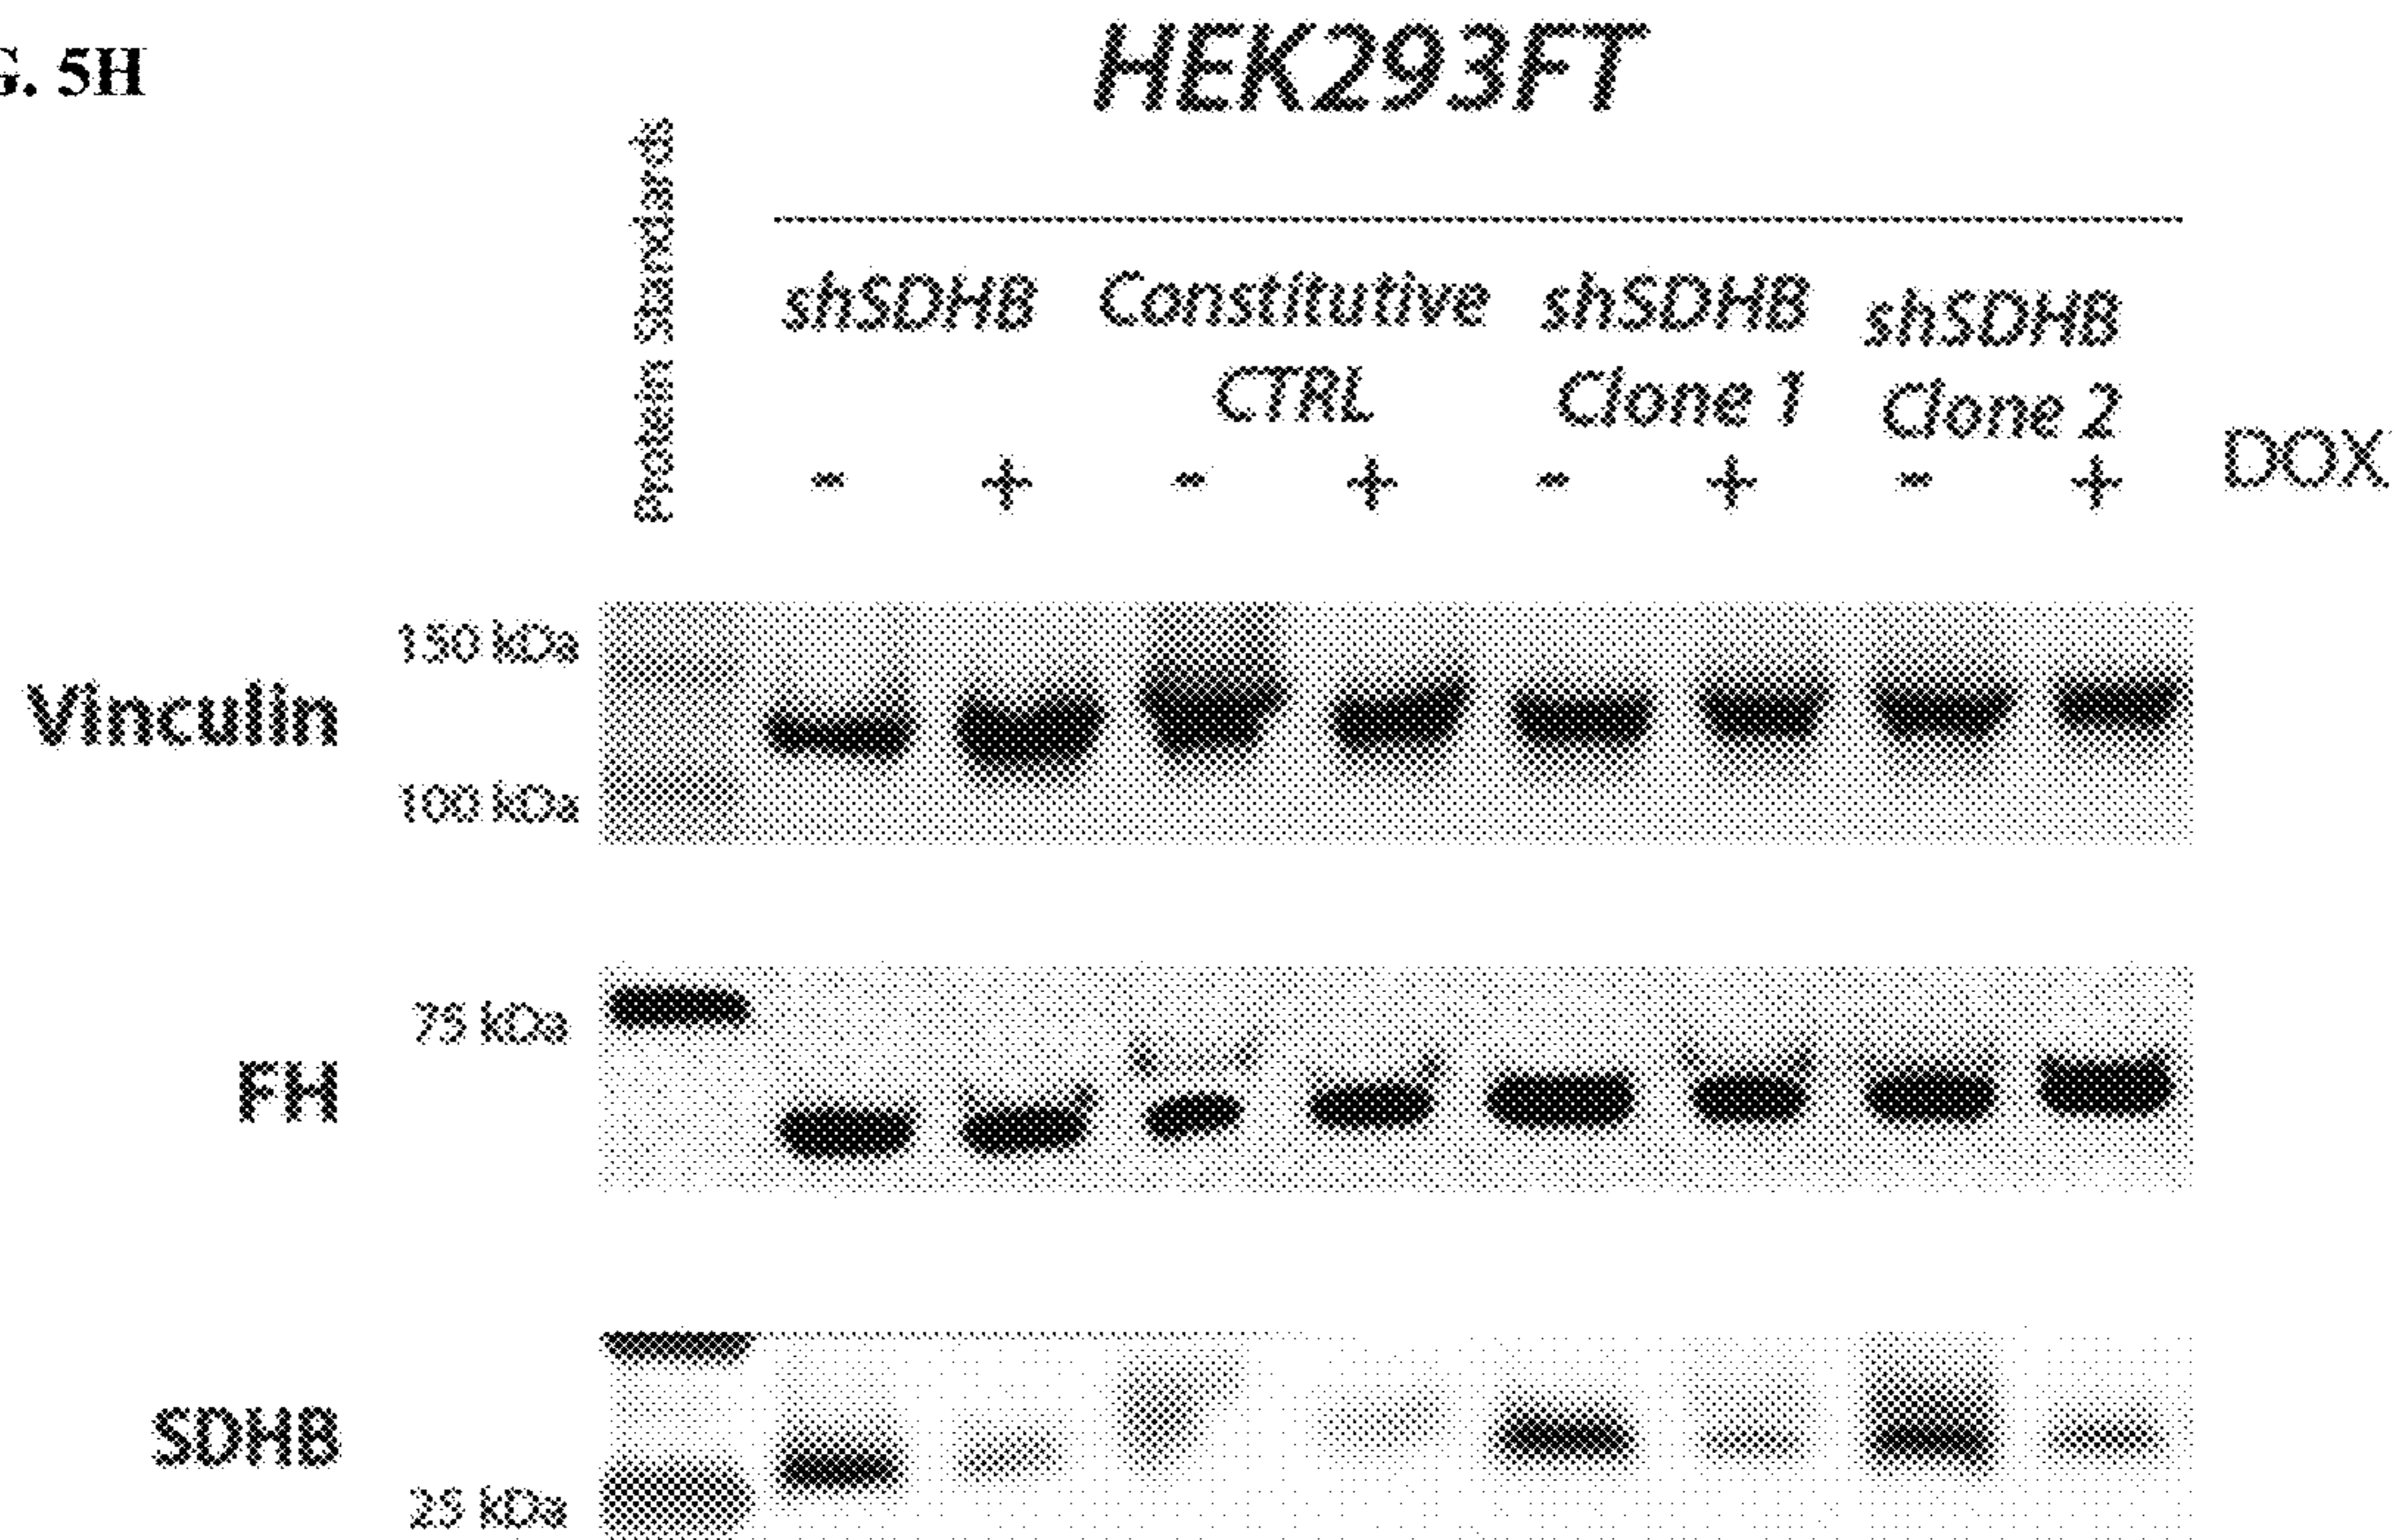 G. 5H
HEK293FT
Protein Standards
shSDHB Constitutive CTRL shSDHB Clone 1 shSDHB Clone 2
- + - + - + - + DOX
150 kDa
Vinculin
100 kDa
75 kDa
FH
SDHB
25 kDa